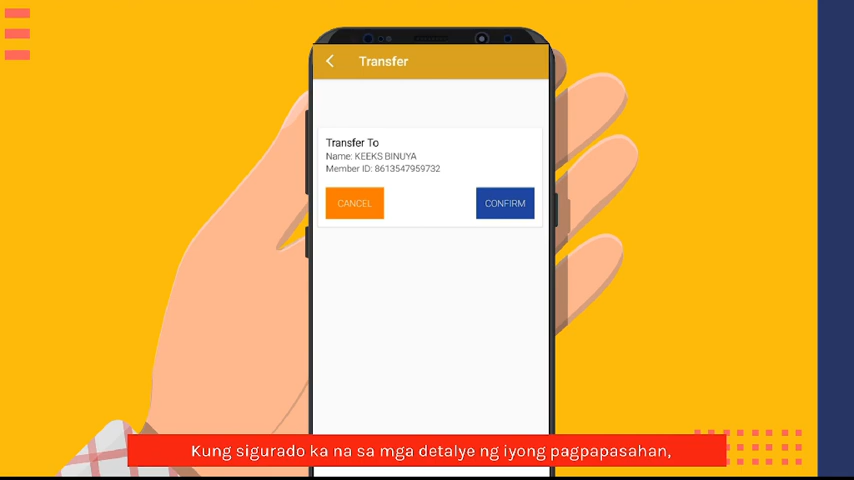 Transfer
Transfer To
Name: KEEKS BINUYA
Member ID: 8613547959732
CANCEL
CONFIRM
Kung sigurado ka na sa mga detalye ng iyong pagpapasahan,